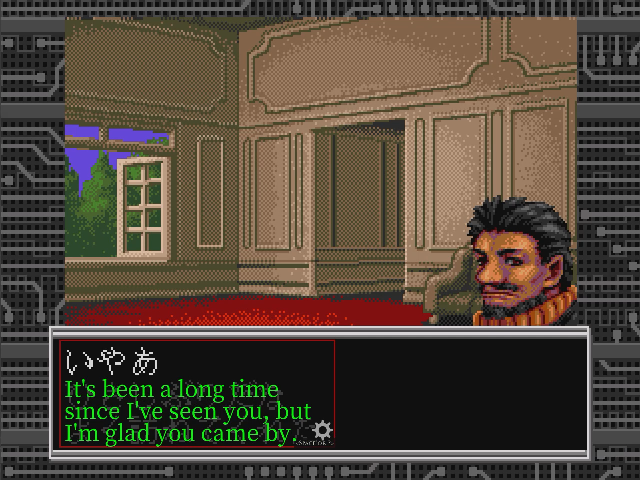 いやあ
It's been a long time
since I've seen you, but
I'm glad you came by.